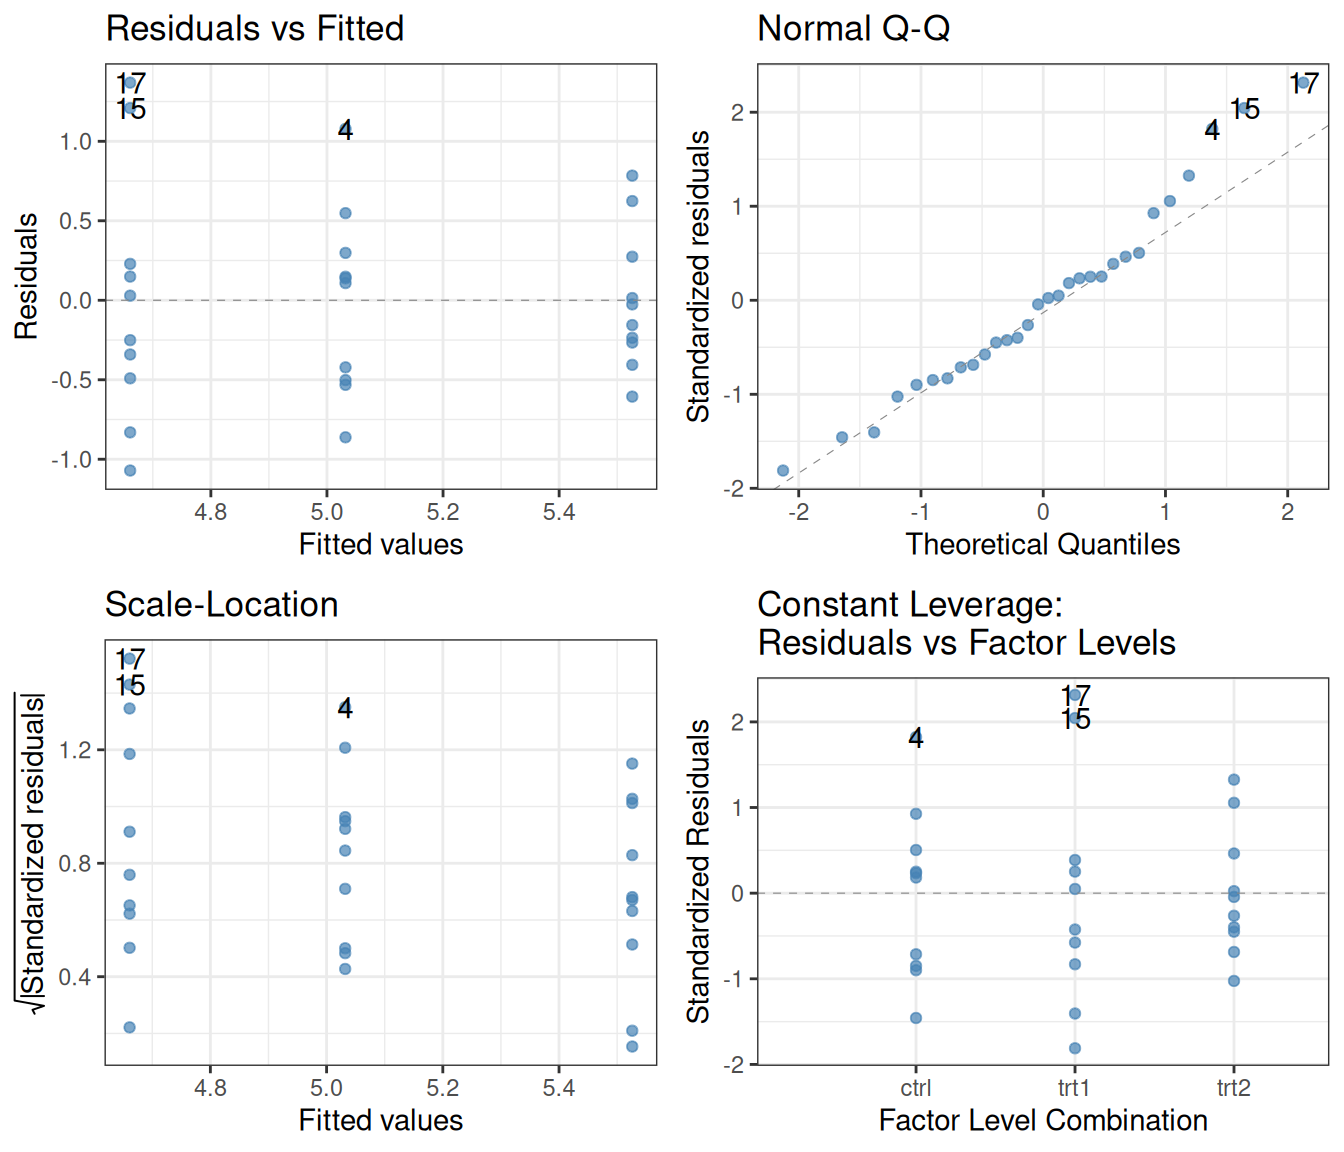 Residuals vs Fitted
17
15
4
1.0
0.5
0.0
-0.5
-1.0
4.8 5.0 5.2 5.4
Fitted values
Residuals
Normal Q-Q
17
15
4
2
1
0
-1
-2
-2 -1 0 1 2
Theoretical Quantiles
Standardized residuals
Scale-Location
17
15
4
1.2
0.8
0.4
4.8 5.0 5.2 5.4
Fitted values
√|Standardized residuals|
Constant Leverage:
Residuals vs Factor Levels
17
15
4
2
1
0
-1
-2
ctrl trt1 trt2
Factor Level Combination
Standardized Residuals